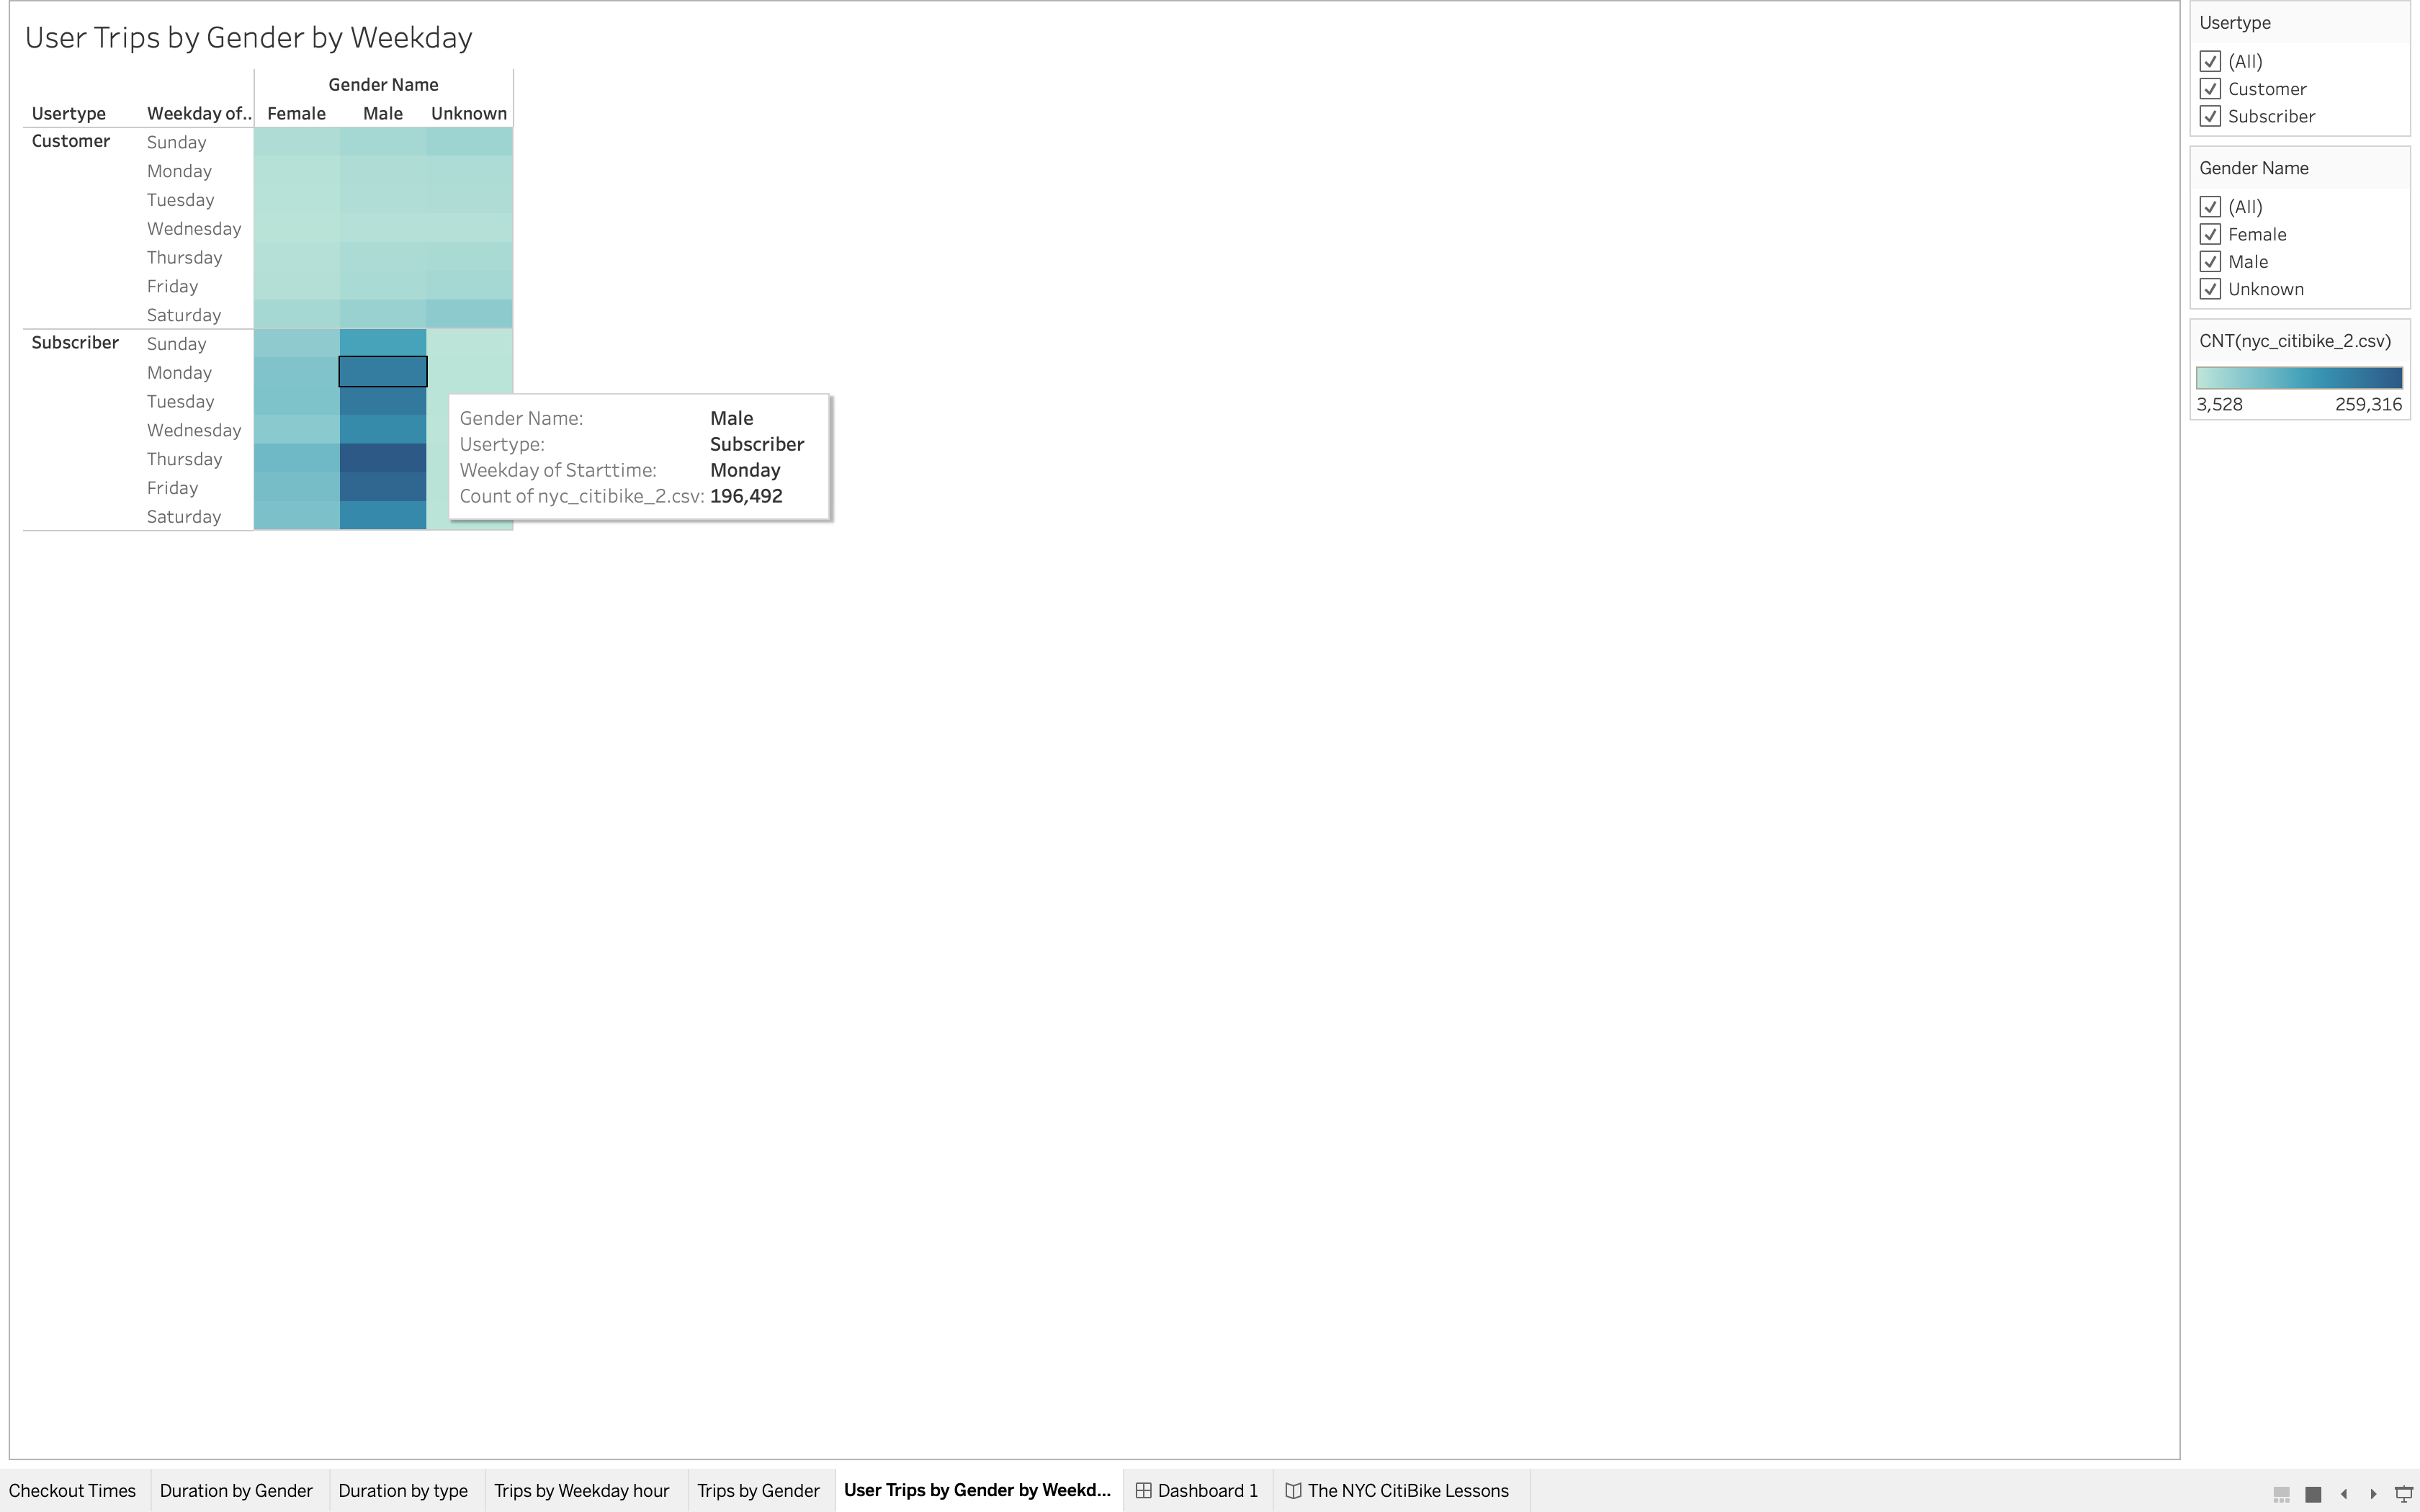 User Trips by Gender by Weekday
Gender Name
Usertype Weekday of.. Female Male Unknown
Customer Sunday
Monday
Tuesday
Wednesday
Thursday
Friday
Saturday
Subscriber Sunday
Monday
Tuesday
Wednesday
Thursday
Friday
Saturday
Gender Name: Male
Usertype: Subscriber
Weekday of Starttime: Monday
Count of nyc_citibike_2.csv: 196,492
Usertype
(All)
Customer
Subscriber
Gender Name
(All)
Female
Male
Unknown
CNT(nyc_citibike_2.csv)
3,528 259,316
Checkout Times Duration by Gender Duration by type Trips by Weekday hour Trips by Gender User Trips by Gender by Weekd... Dashboard 1 The NYC CitiBike Lessons